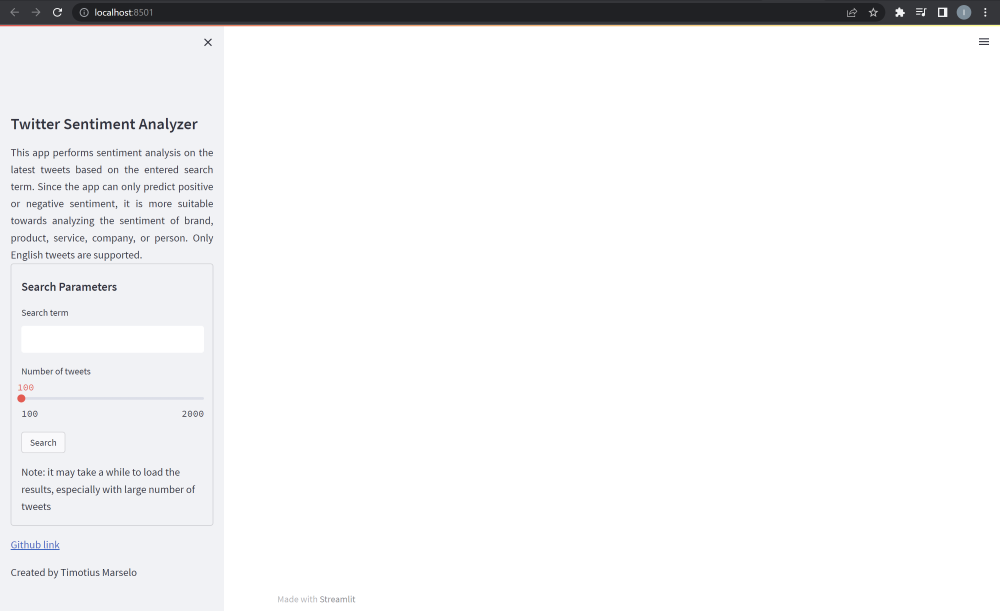 localhost:8501
Twitter Sentiment Analyzer
This app performs sentiment analysis on the
latest tweets based on the entered search
term. Since the app can only predict positive
or negative sentiment, it is more suitable
towards analyzing the sentiment of brand,
product, service, company, or person. Only
English tweets are supported.
Search Parameters
Search term
Number of tweets
100
100 2000
Search
Note: it may take a while to load the
results, especially with large number of
tweets
Github link
Created by Timotius Marselo
Made with Streamlit